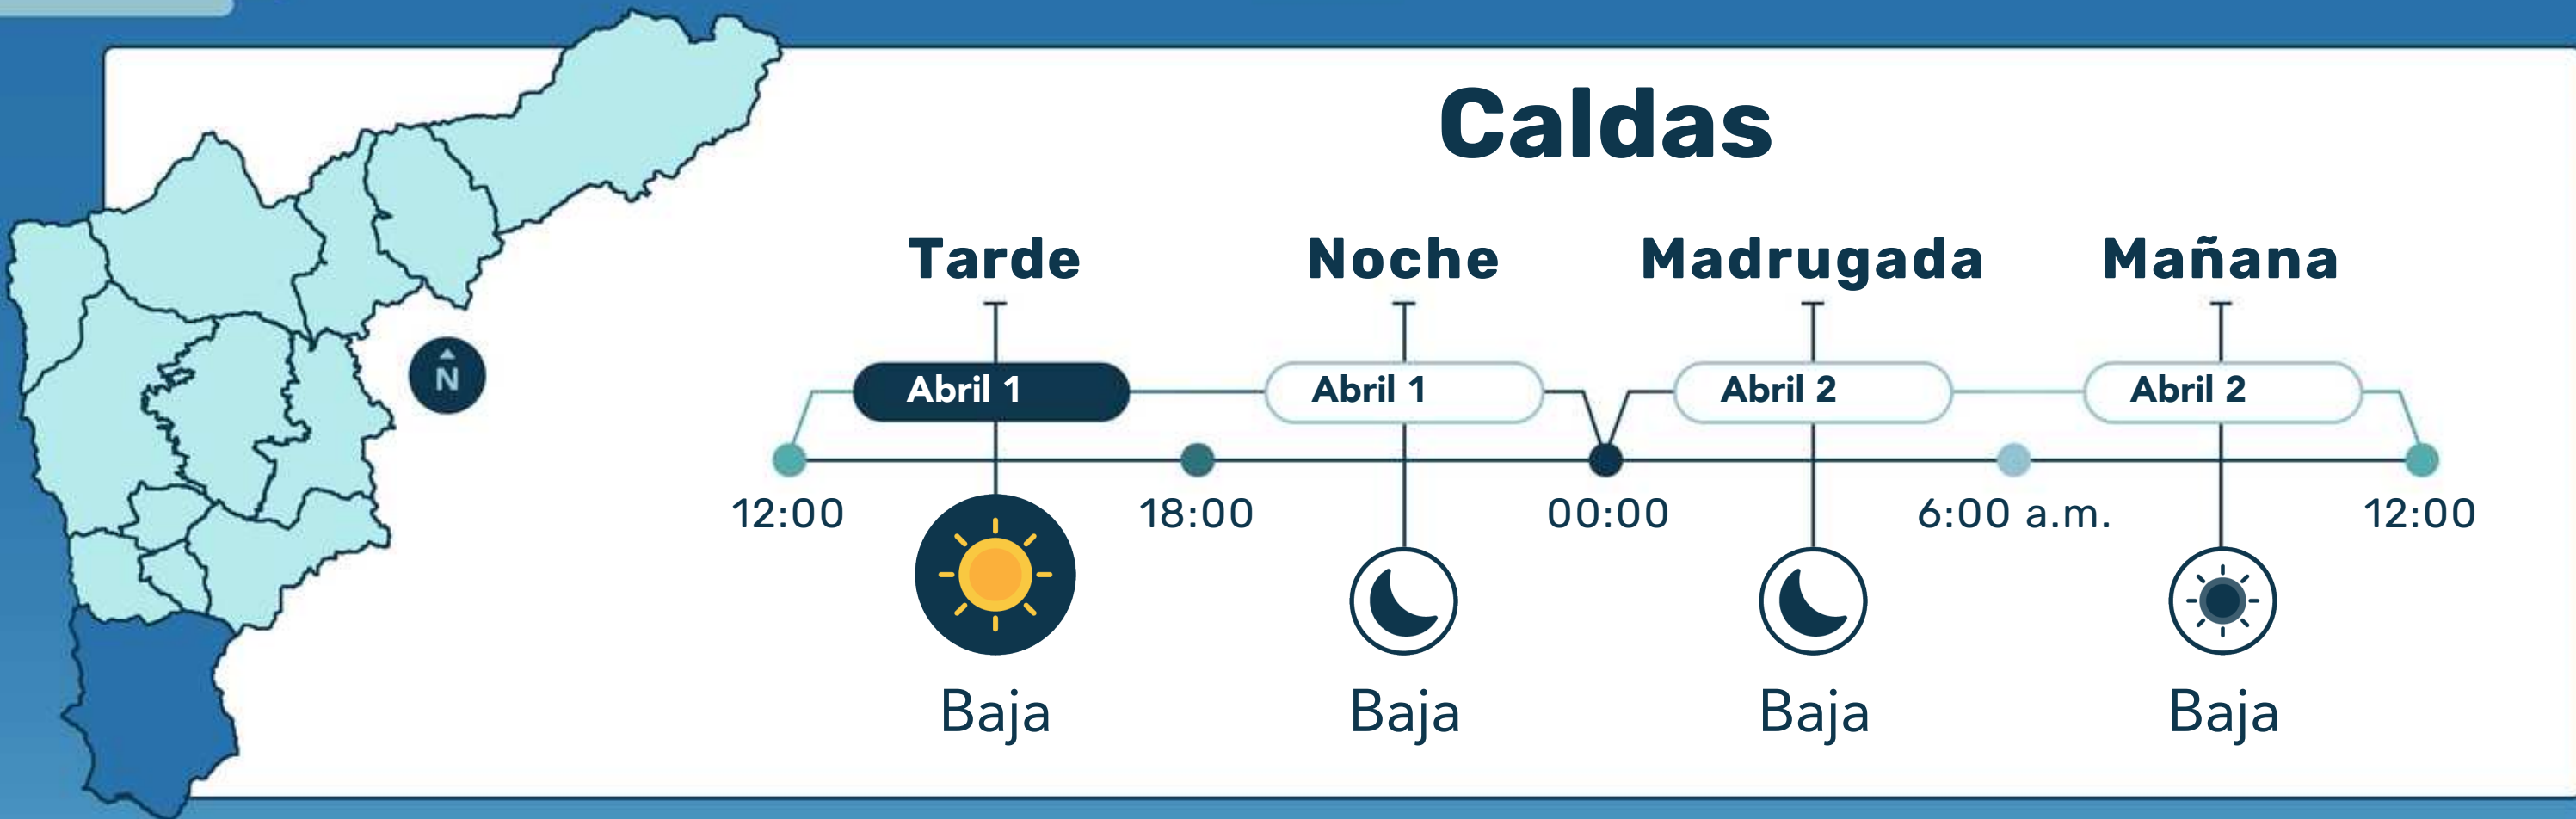 Caldas
Tarde Noche Madrugada Mañana
Abril 1 Abril 1 Abril 2 Abril 2
N
12:00 18:00 00:00 6:00 a.m. 12:00
Baja Baja Baja Baja